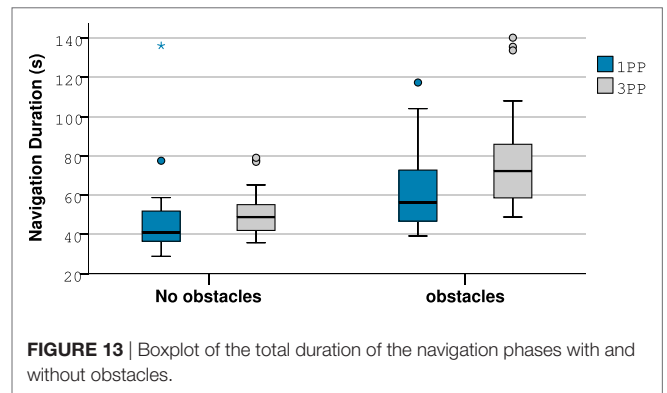 140
120
100
80
60
40
20
Navigation Duration (s)
No obstacles
obstacles
1PP
3PP
FIGURE 13 | Boxplot of the total duration of the navigation phases with and
without obstacles.